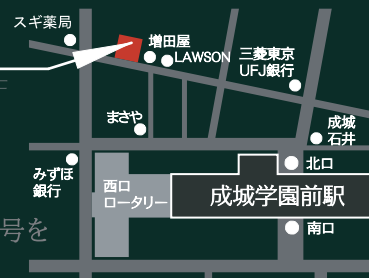 スギ薬局
増田屋
LAWSON
三菱東京
UFJ銀行
まさや
成城
石井
みずほ
銀行
西口
ロータリー
北口
成城学園前駅
南口
号を